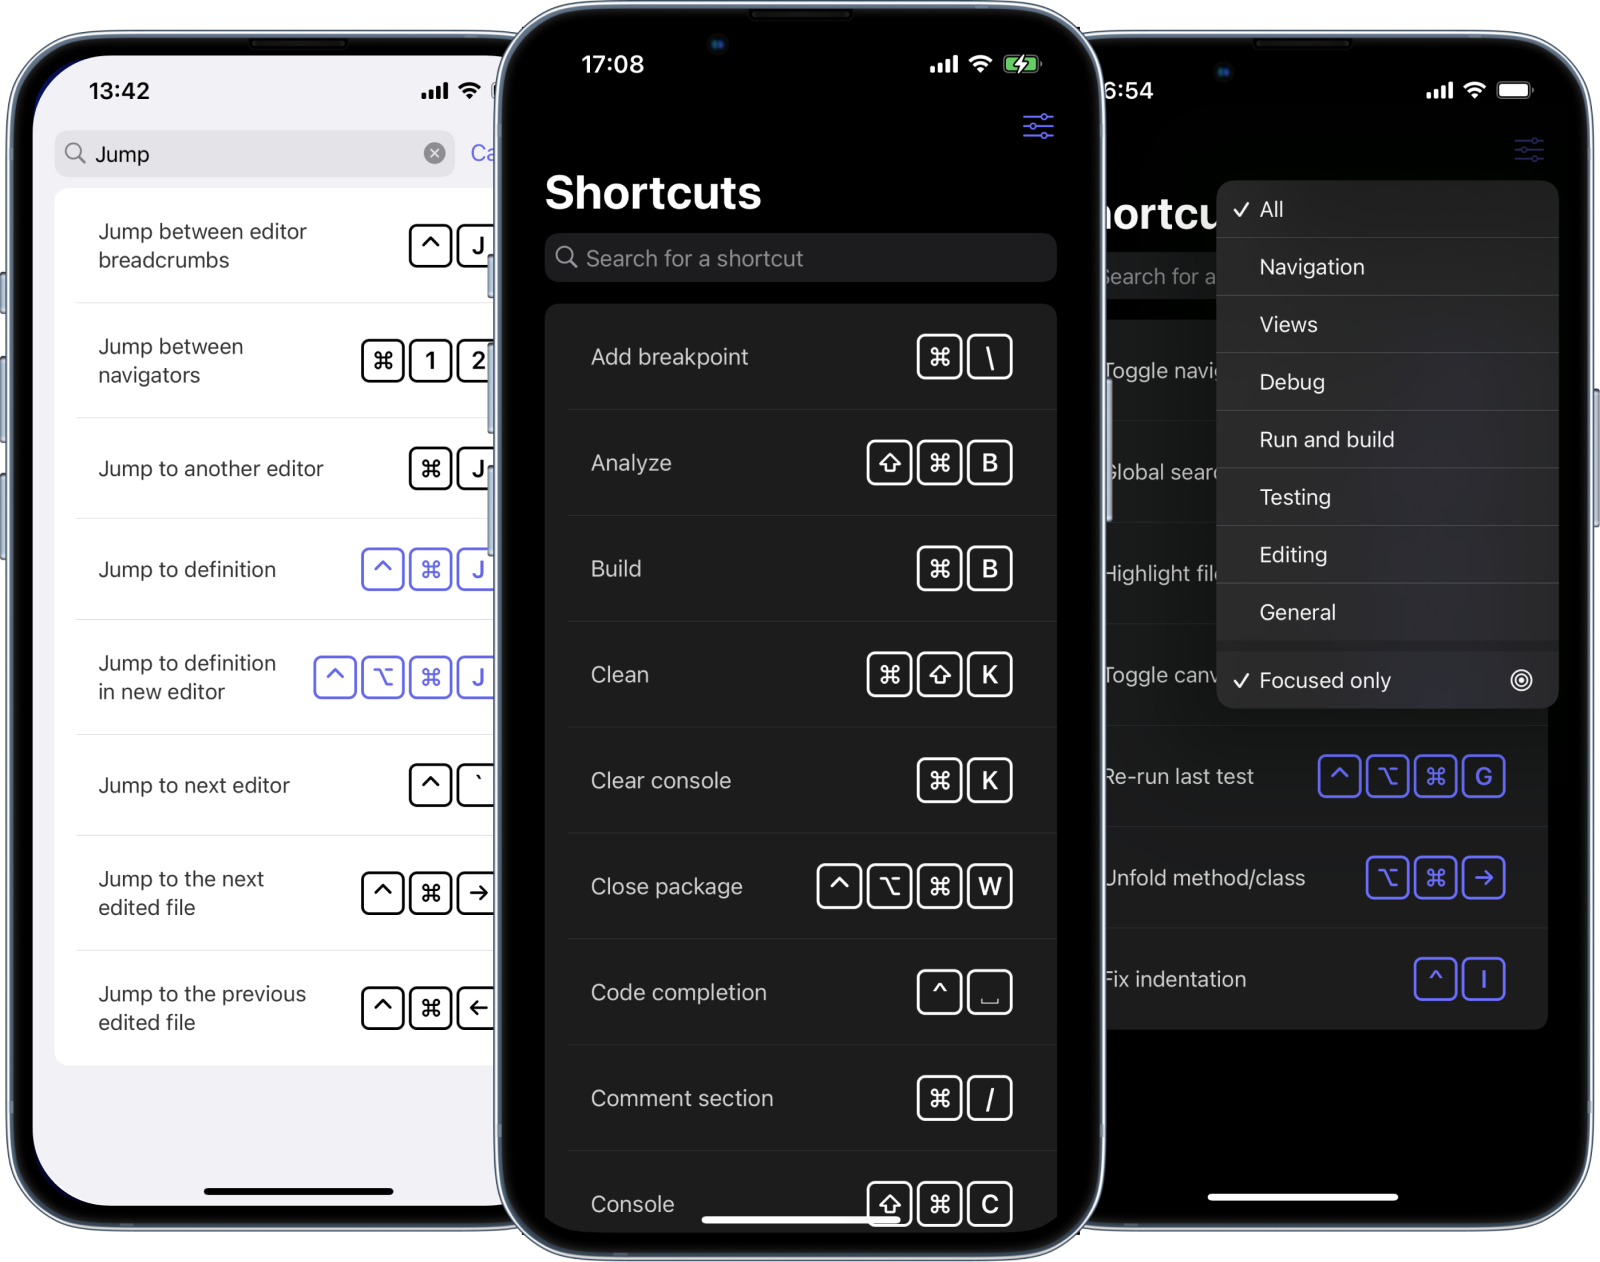 13:42
Jump
Ca
Jump between editor
breadcrumbs
^ J
Jump between
navigators
⌘ 1 2
Jump to another editor
⌘ J
Jump to definition
^ ⌘ J
Jump to definition
in new editor
^ ⌥ ⌘ J
Jump to next editor
^ `
Jump to the next
edited file
^ ⌘ →
Jump to the previous
edited file
^ ⌘ ←
17:08
Shortcuts
Search for a shortcut
Add breakpoint ⌘ \
Analyze ⇧ ⌘ B
Build ⌘ B
Clean ⌘ ⇧ K
Clear console ⌘ K
Close package ^ ⌥ ⌘ W
Code completion ^ ⎵
Comment section ⌘ /
Console ⇧ ⌘ C
6:54
ortcu
Search for a
Toggle navig
Global searc
Highlight file
Toggle canv
✓ All
Navigation
Views
Debug
Run and build
Testing
Editing
General
✓ Focused only
Re-run last test ^ ⌥ ⌘ G
Unfold method/class ⌥ ⌘ →
Fix indentation ^ I